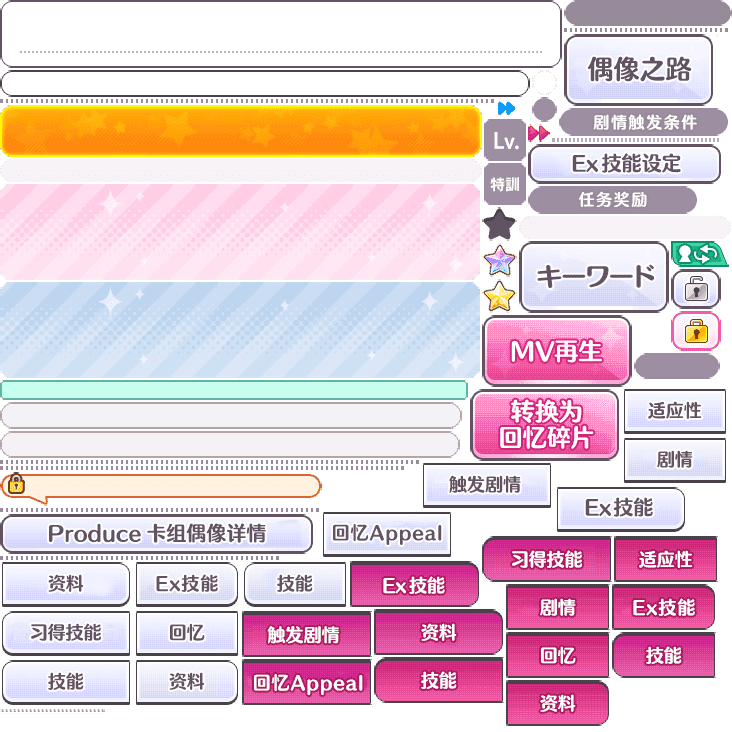 偶像之路
剧情触发条件
Lv.
Ex技能设定
特訓
任务奖励
キーワード
MV再生
转换为
回忆碎片
适应性
剧情
触发剧情
Ex技能
Produce 卡组偶像详情
回忆Appeal
习得技能
适应性
资料
Ex技能
技能
Ex技能
剧情
Ex技能
习得技能
回忆
触发剧情
资料
回忆
技能
技能
资料
回忆Appeal
技能
资料